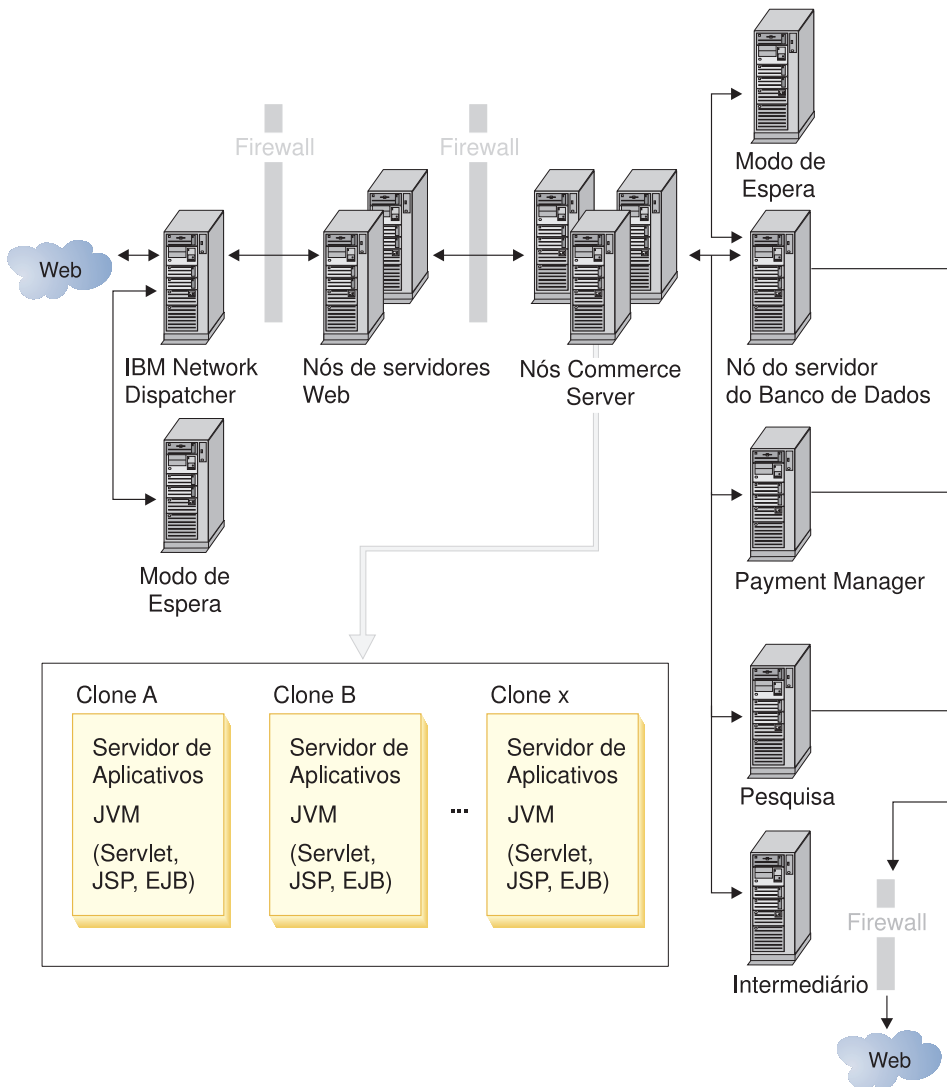 Modo de
Espera
Firewall
Firewall
Web
IBM Network
Dispatcher
Nós de servidores
Web
Nós Commerce
Server
Nó do servidor
do Banco de Dados
Modo de
Espera
Payment Manager
Clone A
Servidor de
Aplicativos
JVM
(Servlet,
JSP, EJB)
Clone B
Servidor de
Aplicativos
JVM
(Servlet,
JSP, EJB)
...
Clone x
Servidor de
Aplicativos
JVM
(Servlet,
JSP, EJB)
Pesquisa
Intermediário
Firewall
Web